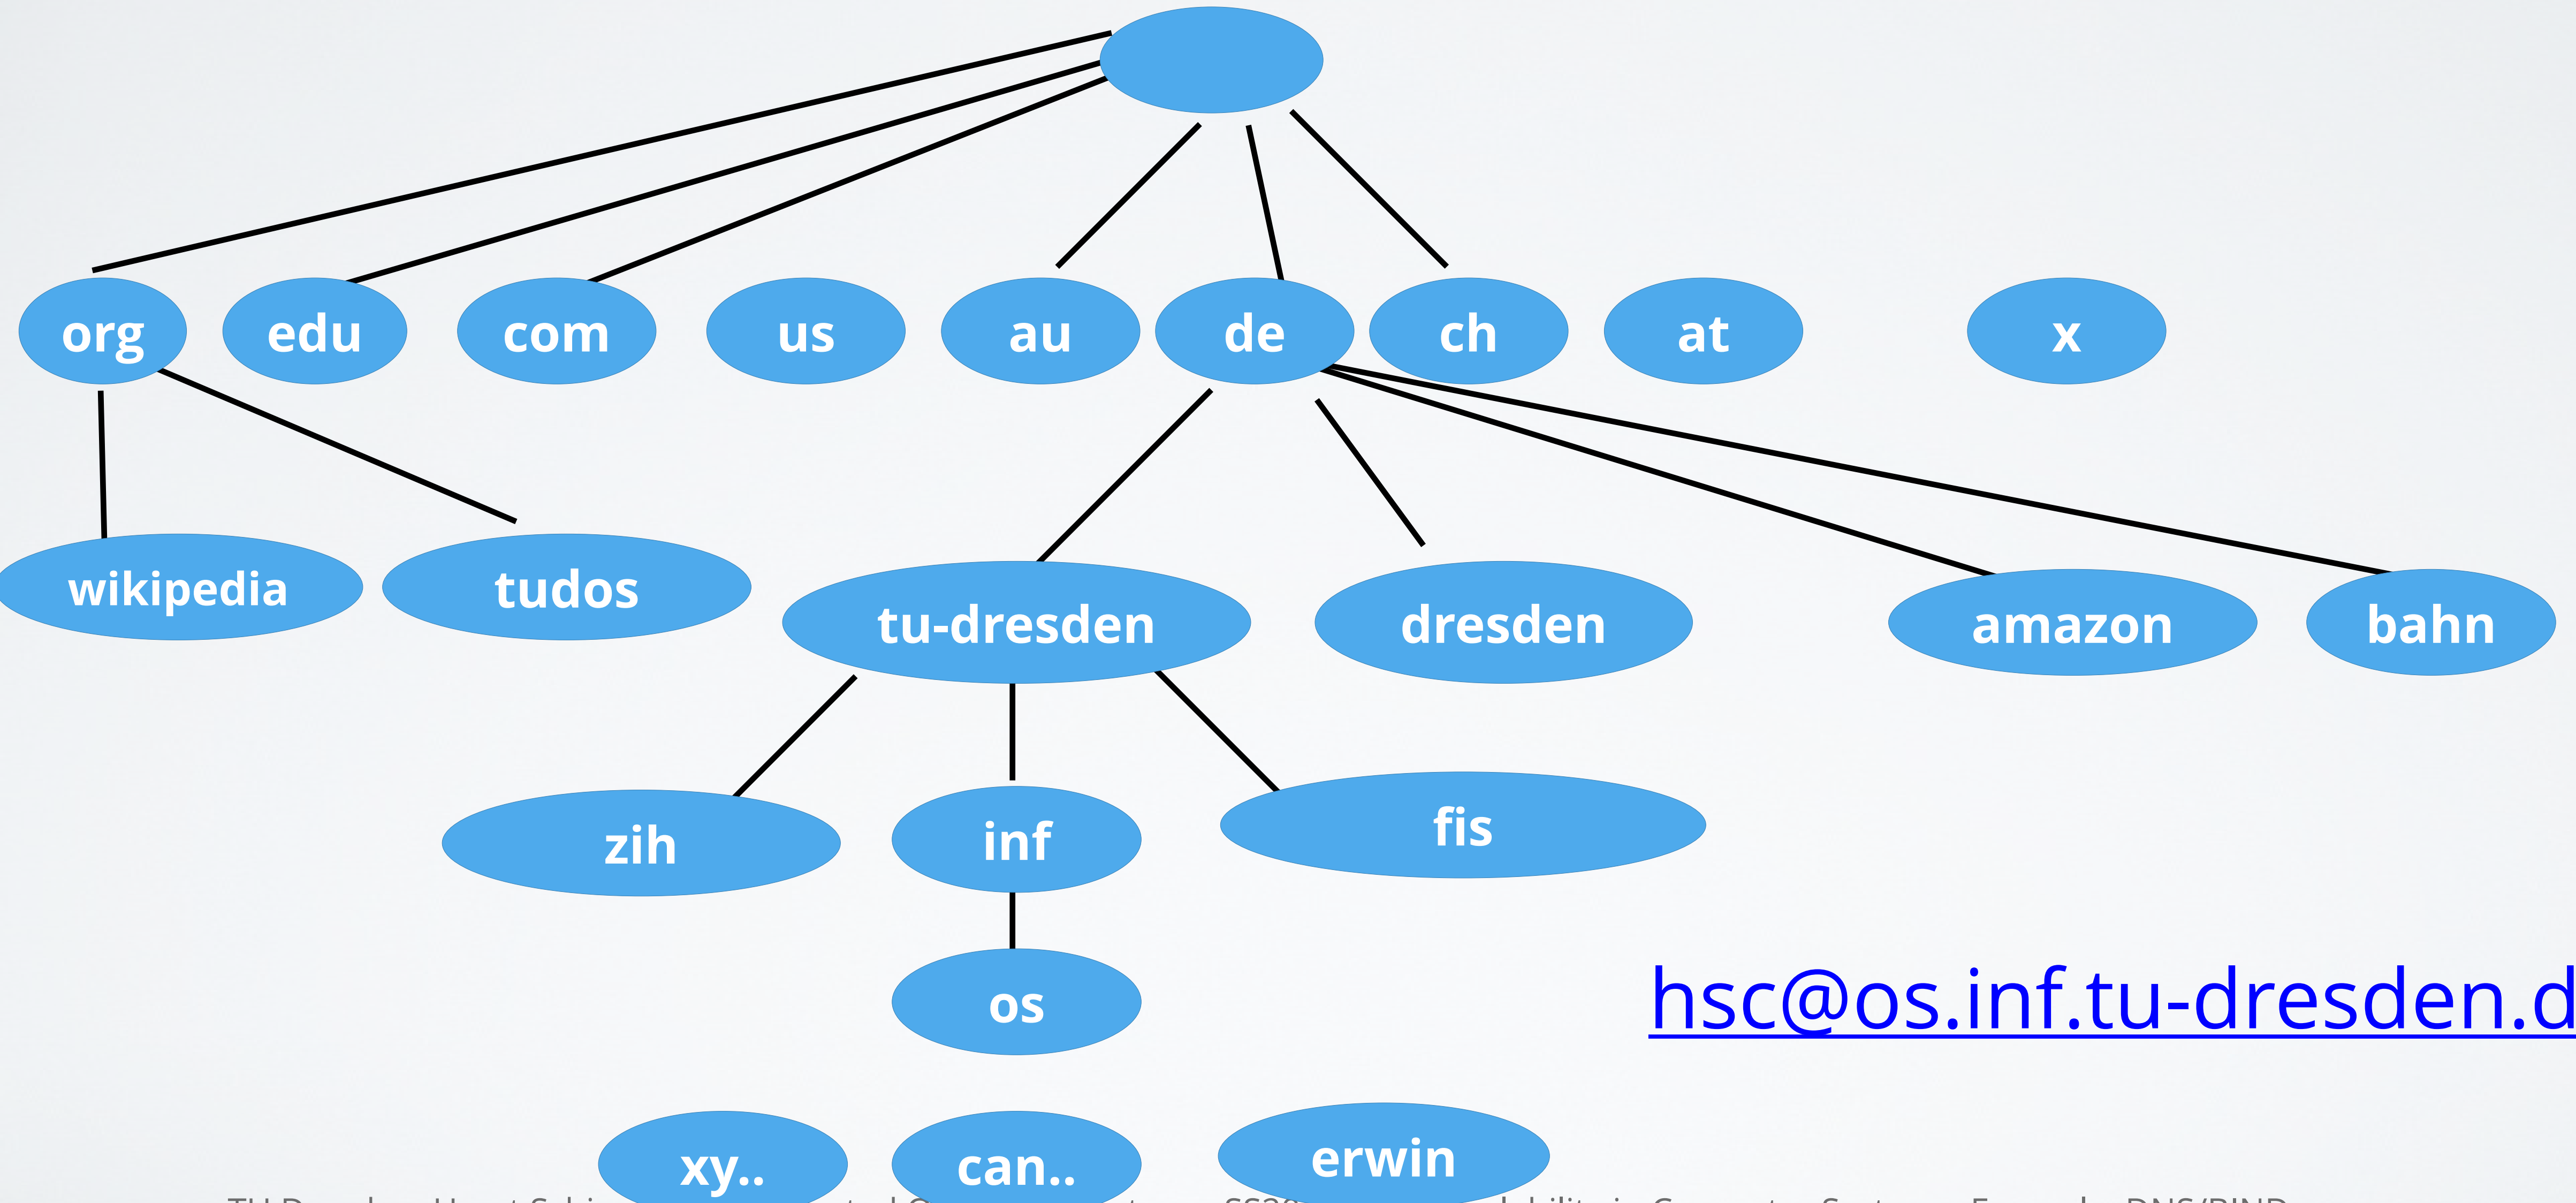 org edu com us au de ch at x
wikipedia tudos tu-dresden dresden amazon bahn
zih inf fis
os
hsc@os.inf.tu-dresden.d
xy.. can.. erwin